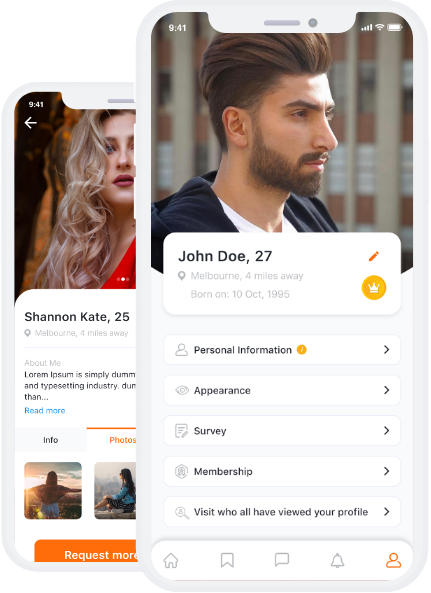 9:41
Shannon Kate, 25
Melbourne, 4 miles away
About Me
Lorem Ipsum is simply dumm
and typesetting industry. dum
than...
Read more
Info
Photos
Request more
9:41
John Doe, 27
Melbourne, 4 miles away
Born on: 10 Oct, 1995
Personal Information
Appearance
Survey
Membership
Visit who all have viewed your profile